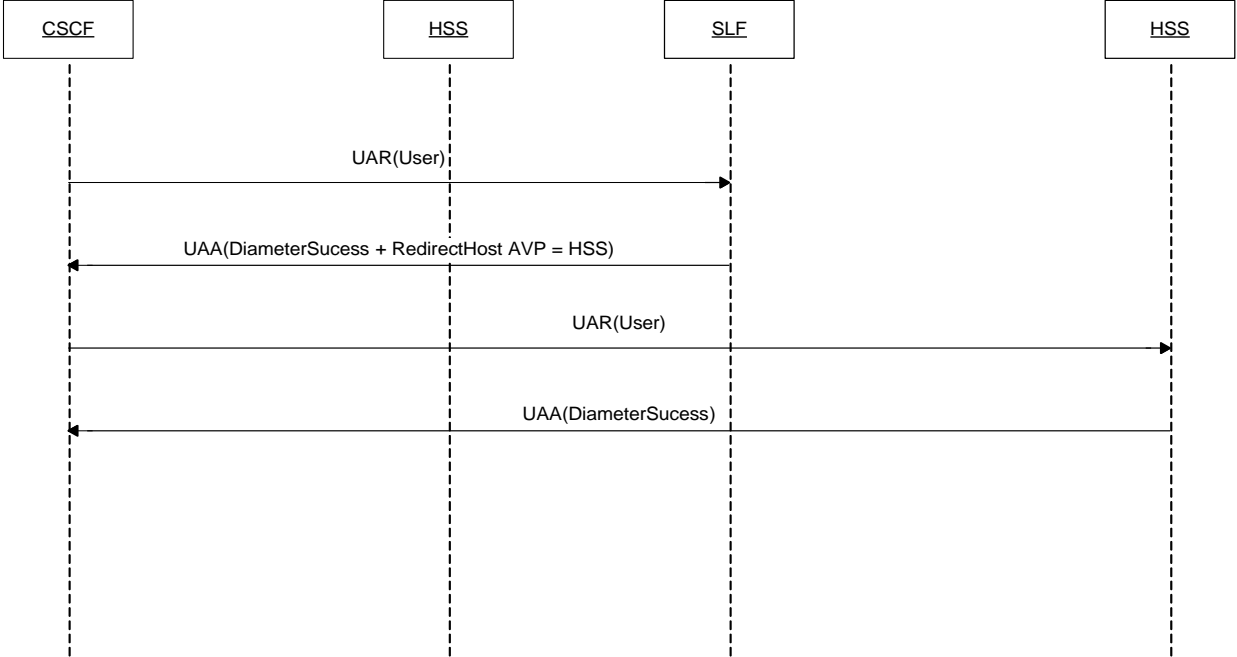 CSCF
HSS
SLF
HSS
UAR(User)
UAA(DiameterSucess + RedirectHost AVP = HSS)
UAR(User)
UAA(DiameterSucess)